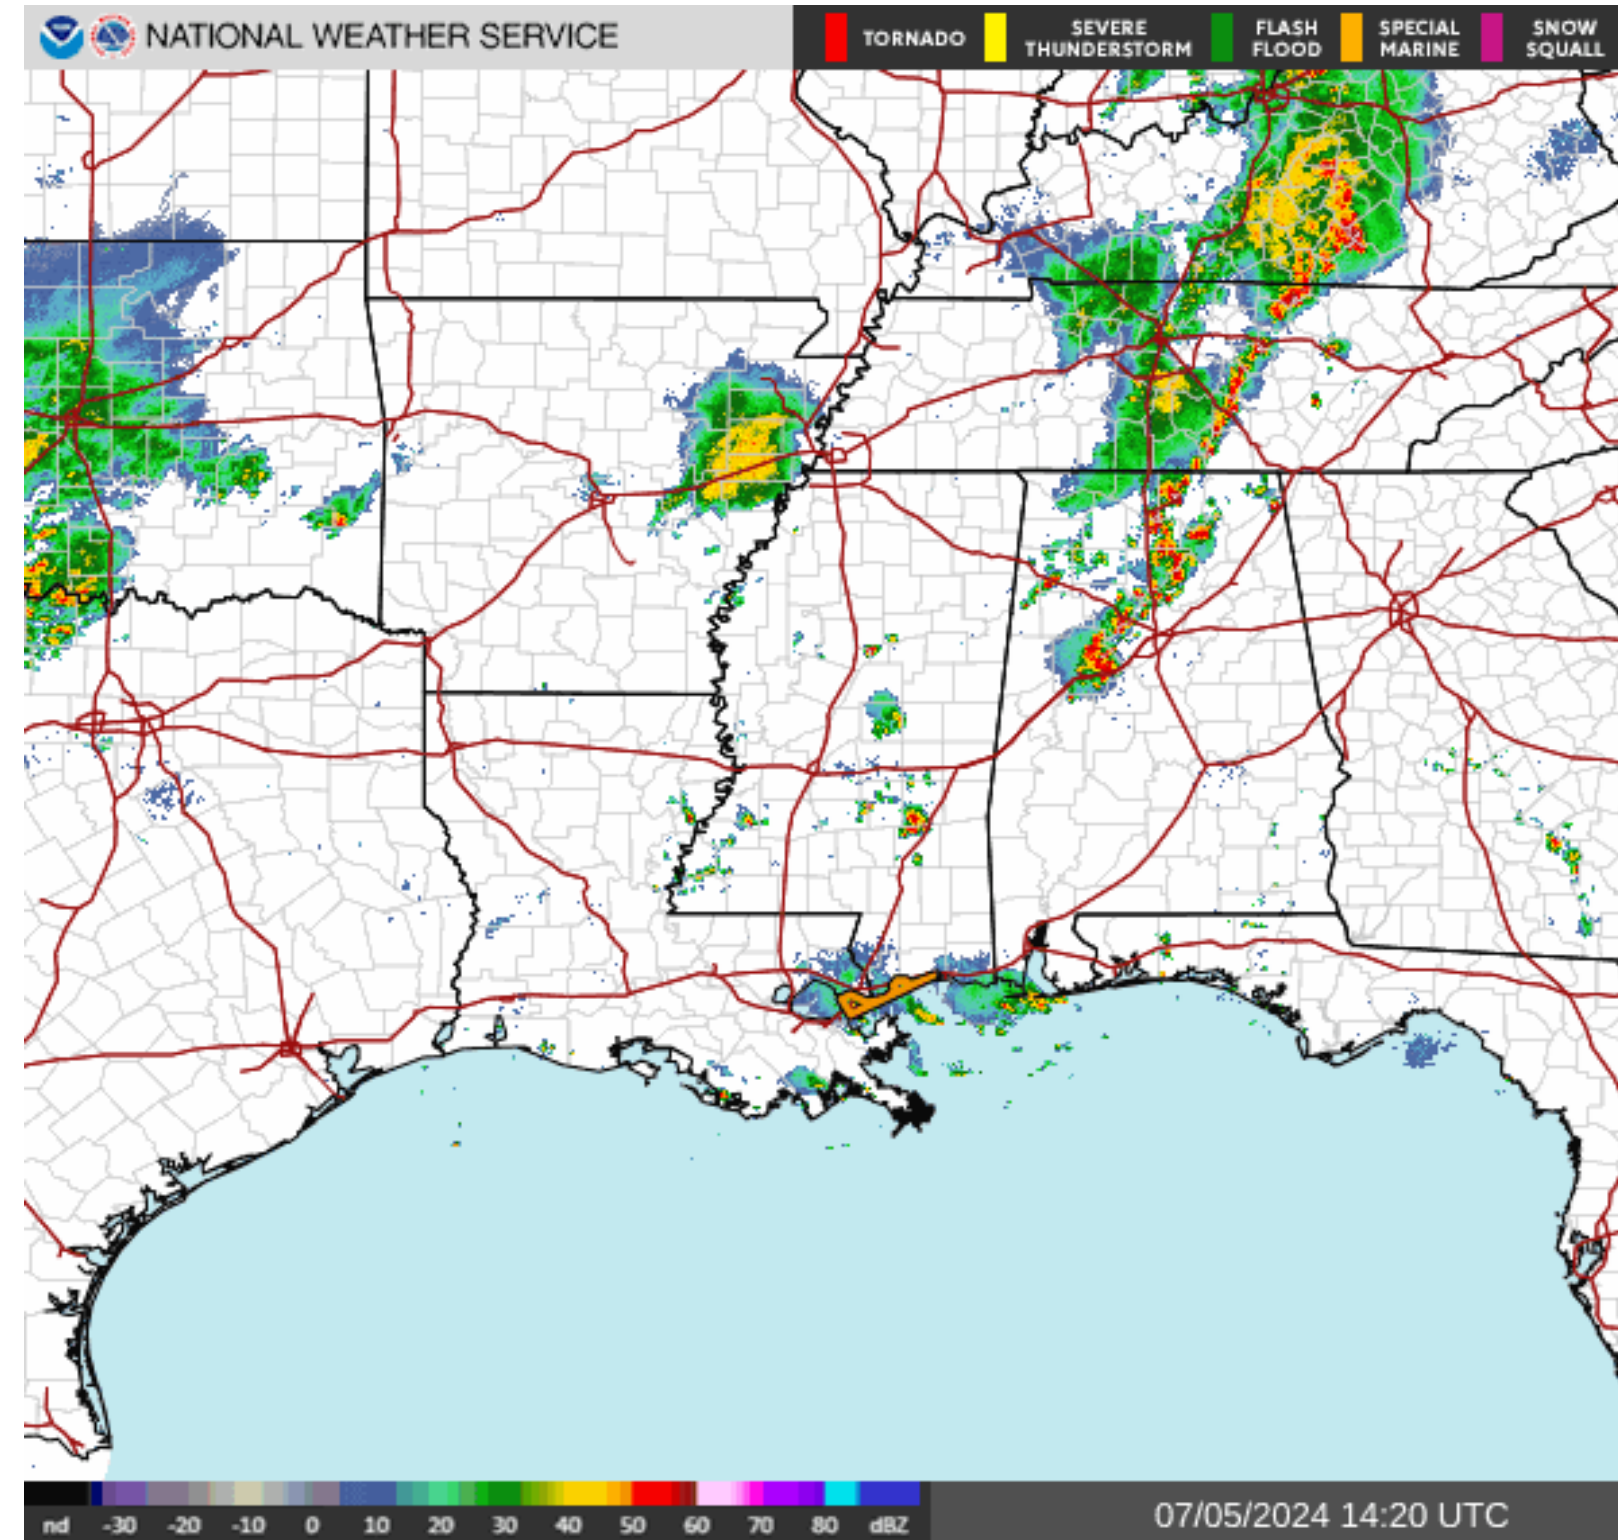 NATIONAL WEATHER SERVICE
TORNADO
SEVERE
THUNDERSTORM
FLASH
FLOOD
SPECIAL
MARINE
SNOW
SQUALL
nd -30 -20 -10 0 10 20 30 40 50 60 70 80 dBZ
07/05/2024 14:20 UTC